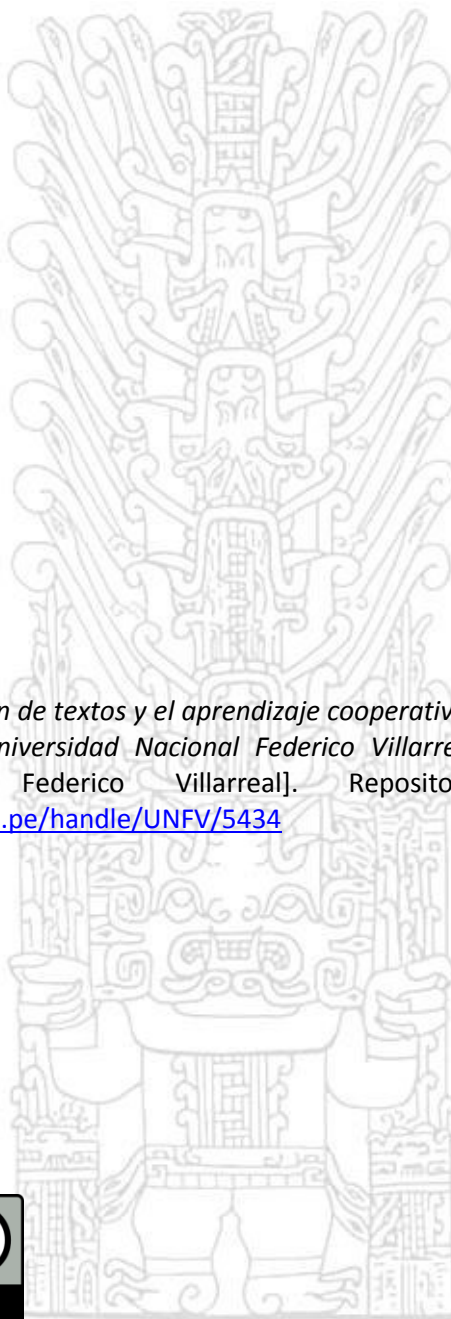 n de textos y el aprendizaje cooperativ
niversidad Nacional Federico Villarre
Federico Villarreal]. Reposito
.pe/handle/UNFV/5434